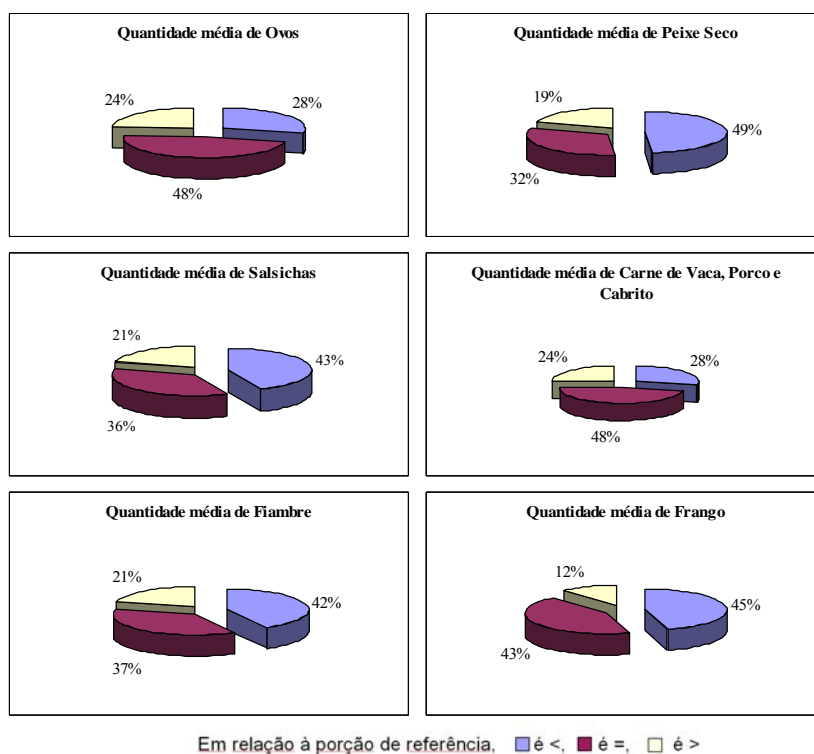 Quantidade média de Ovos
24%
28%
48%
Quantidade média de Peixe Seco
19%
49%
32%
Quantidade média de Salsichas
21%
43%
36%
Quantidade média de Carne de Vaca, Porco e
Cabrito
24%
28%
48%
Quantidade média de Fiambre
21%
42%
37%
Quantidade média de Frango
12%
45%
43%
Em relação à porção de referência, é <, é =, é >